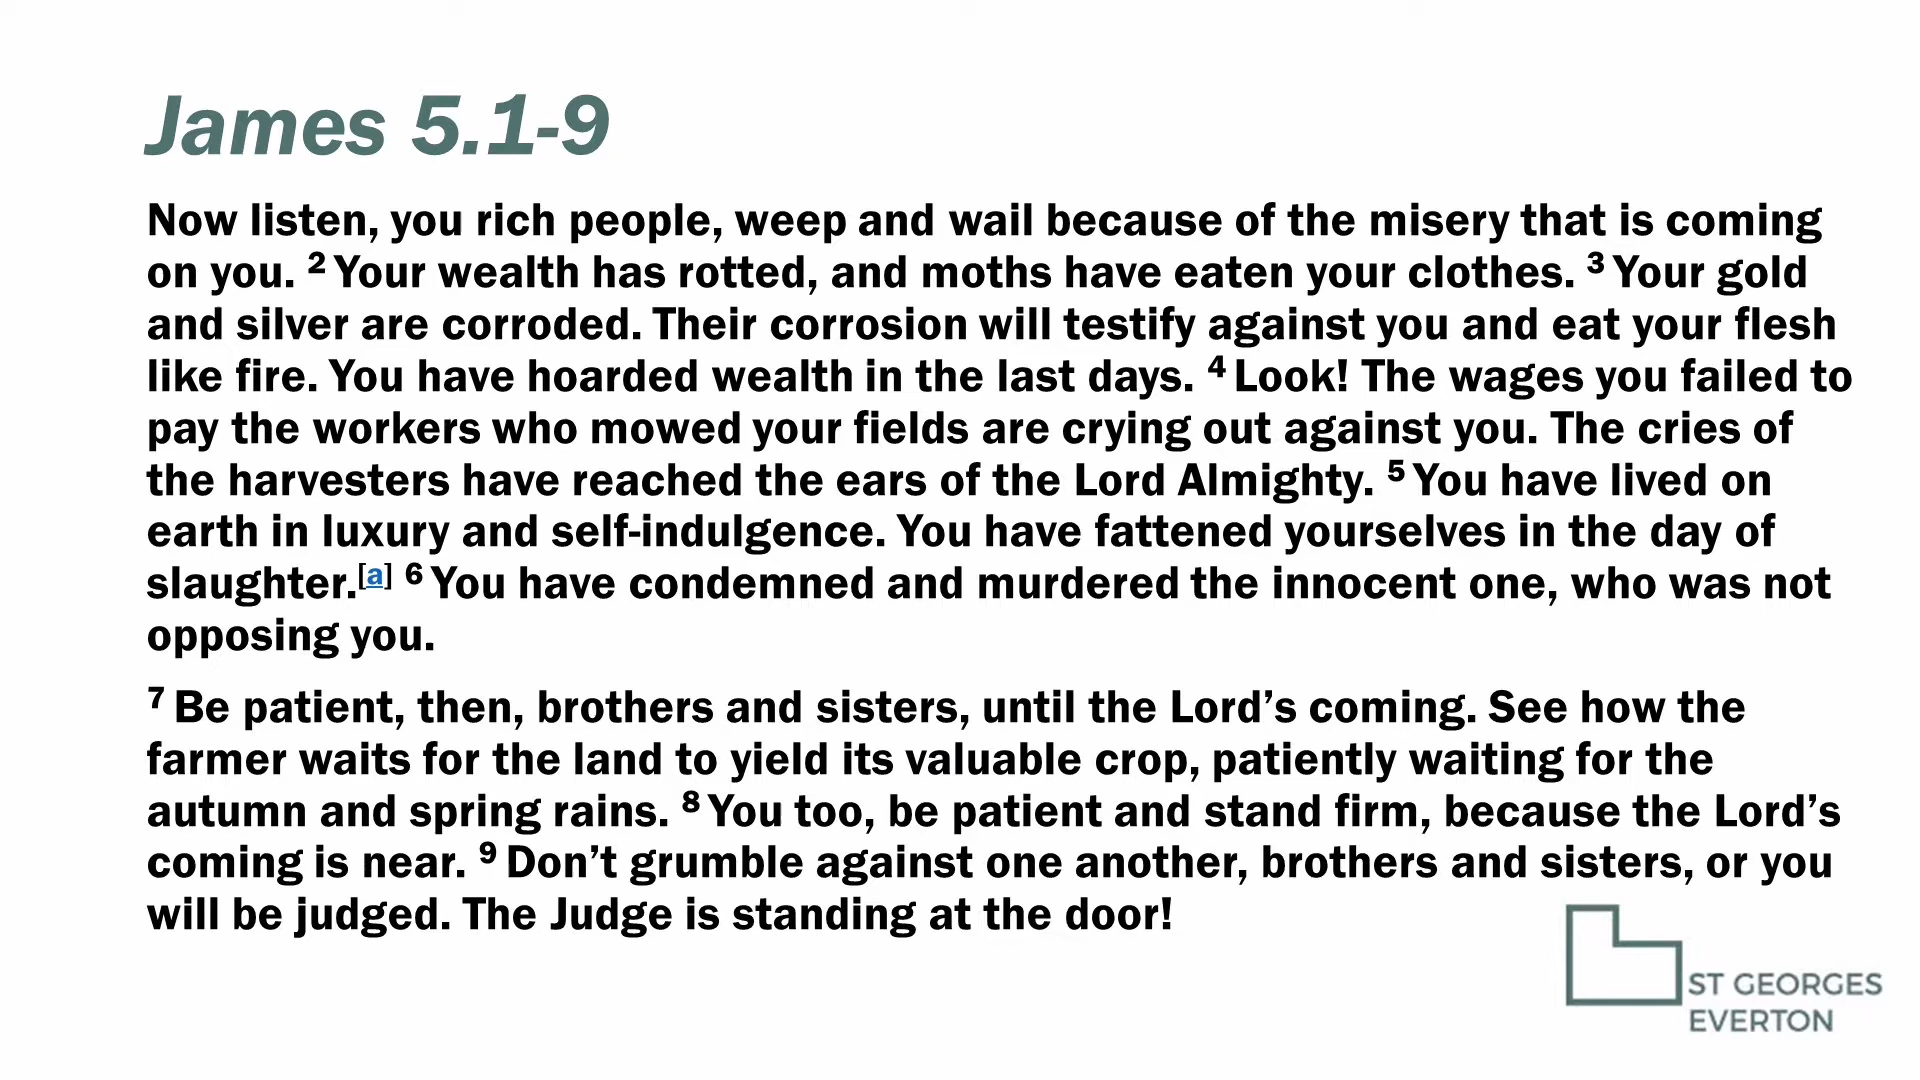 James 5.1-9
Now listen, you rich people, weep and wail because of the misery that is coming
on you. 2 Your wealth has rotted, and moths have eaten your clothes. 3 Your gold
and silver are corroded. Their corrosion will testify against you and eat your flesh
like fire. You have hoarded wealth in the last days. 4 Look! The wages you failed to
pay the workers who mowed your fields are crying out against you. The cries of
the harvesters have reached the ears of the Lord Almighty. 5 You have lived on
earth in luxury and self-indulgence. You have fattened yourselves in the day of
slaughter.[a] 6 You have condemned and murdered the innocent one, who was not
opposing you.
7 Be patient, then, brothers and sisters, until the Lord’s coming. See how the
farmer waits for the land to yield its valuable crop, patiently waiting for the
autumn and spring rains. 8 You too, be patient and stand firm, because the Lord’s
coming is near. 9 Don’t grumble against one another, brothers and sisters, or you
will be judged. The Judge is standing at the door!
ST GEORGES
EVERTON